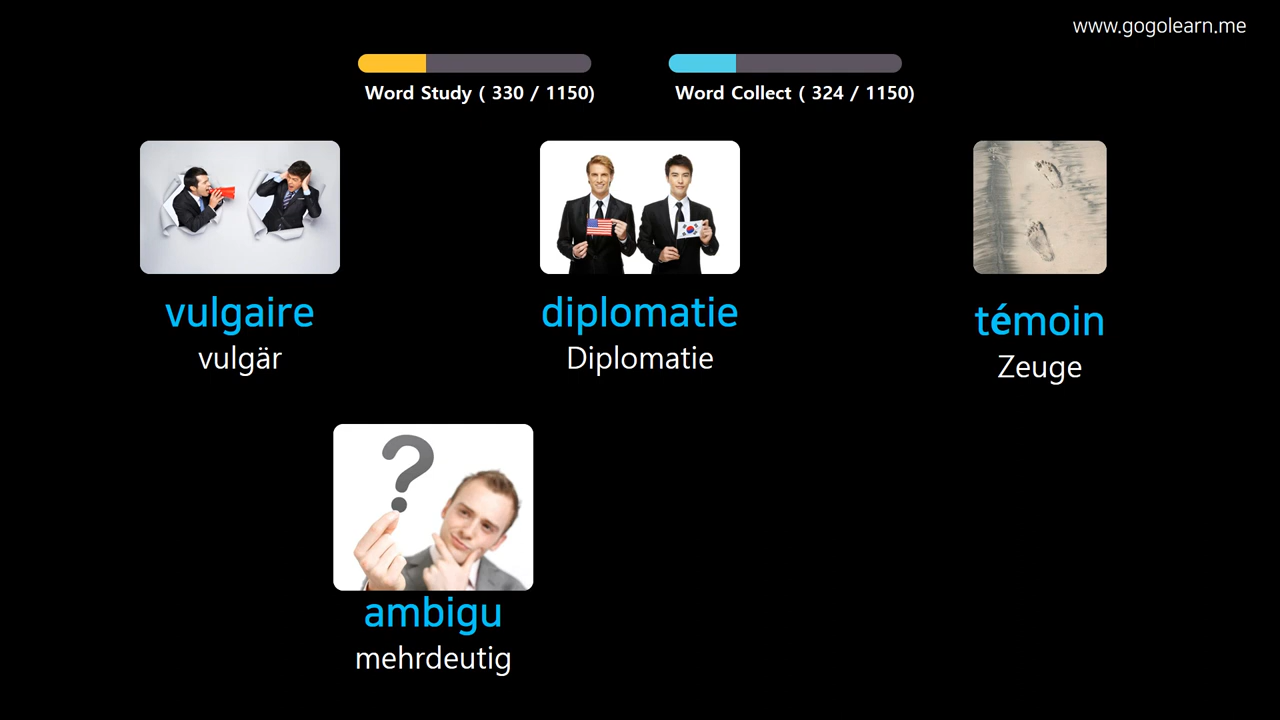 www.gogolearn.me
Word Study ( 330 / 1150)
Word Collect ( 324 / 1150)
vulgaire
vulgär
diplomatie
Diplomatie
témoin
Zeuge
ambigu
mehrdeutig